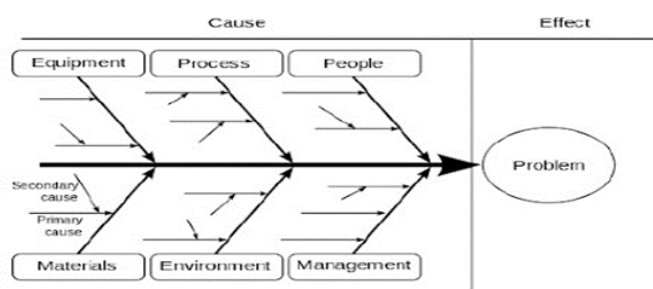 Cause
Effect
Equipment
Process
People
Problem
Secondary
cause
Primary
cause
Materials
Environment
Management